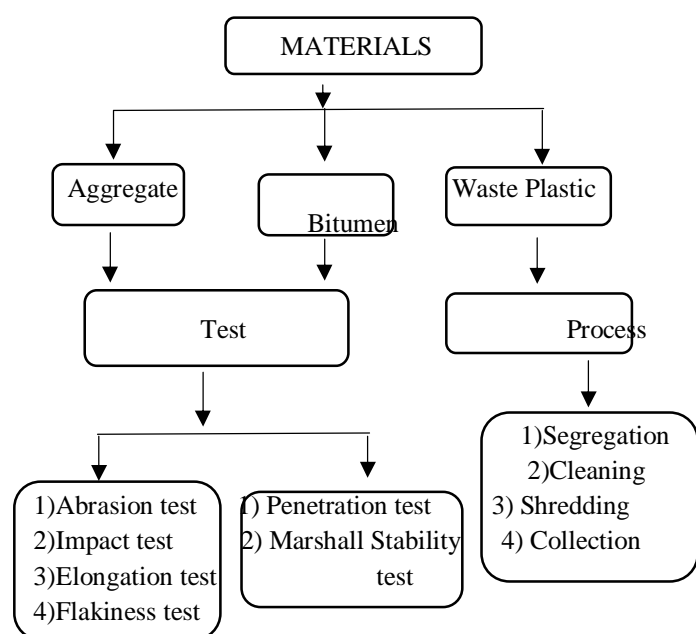 MATERIALS
Aggregate
Bitumen
Waste Plastic
Test
Process
1)Abrasion test
2)Impact test
3)Elongation test
4)Flakiness test
1) Penetration test
2) Marshall Stability
test
1)Segregation
2)Cleaning
3) Shredding
4) Collection